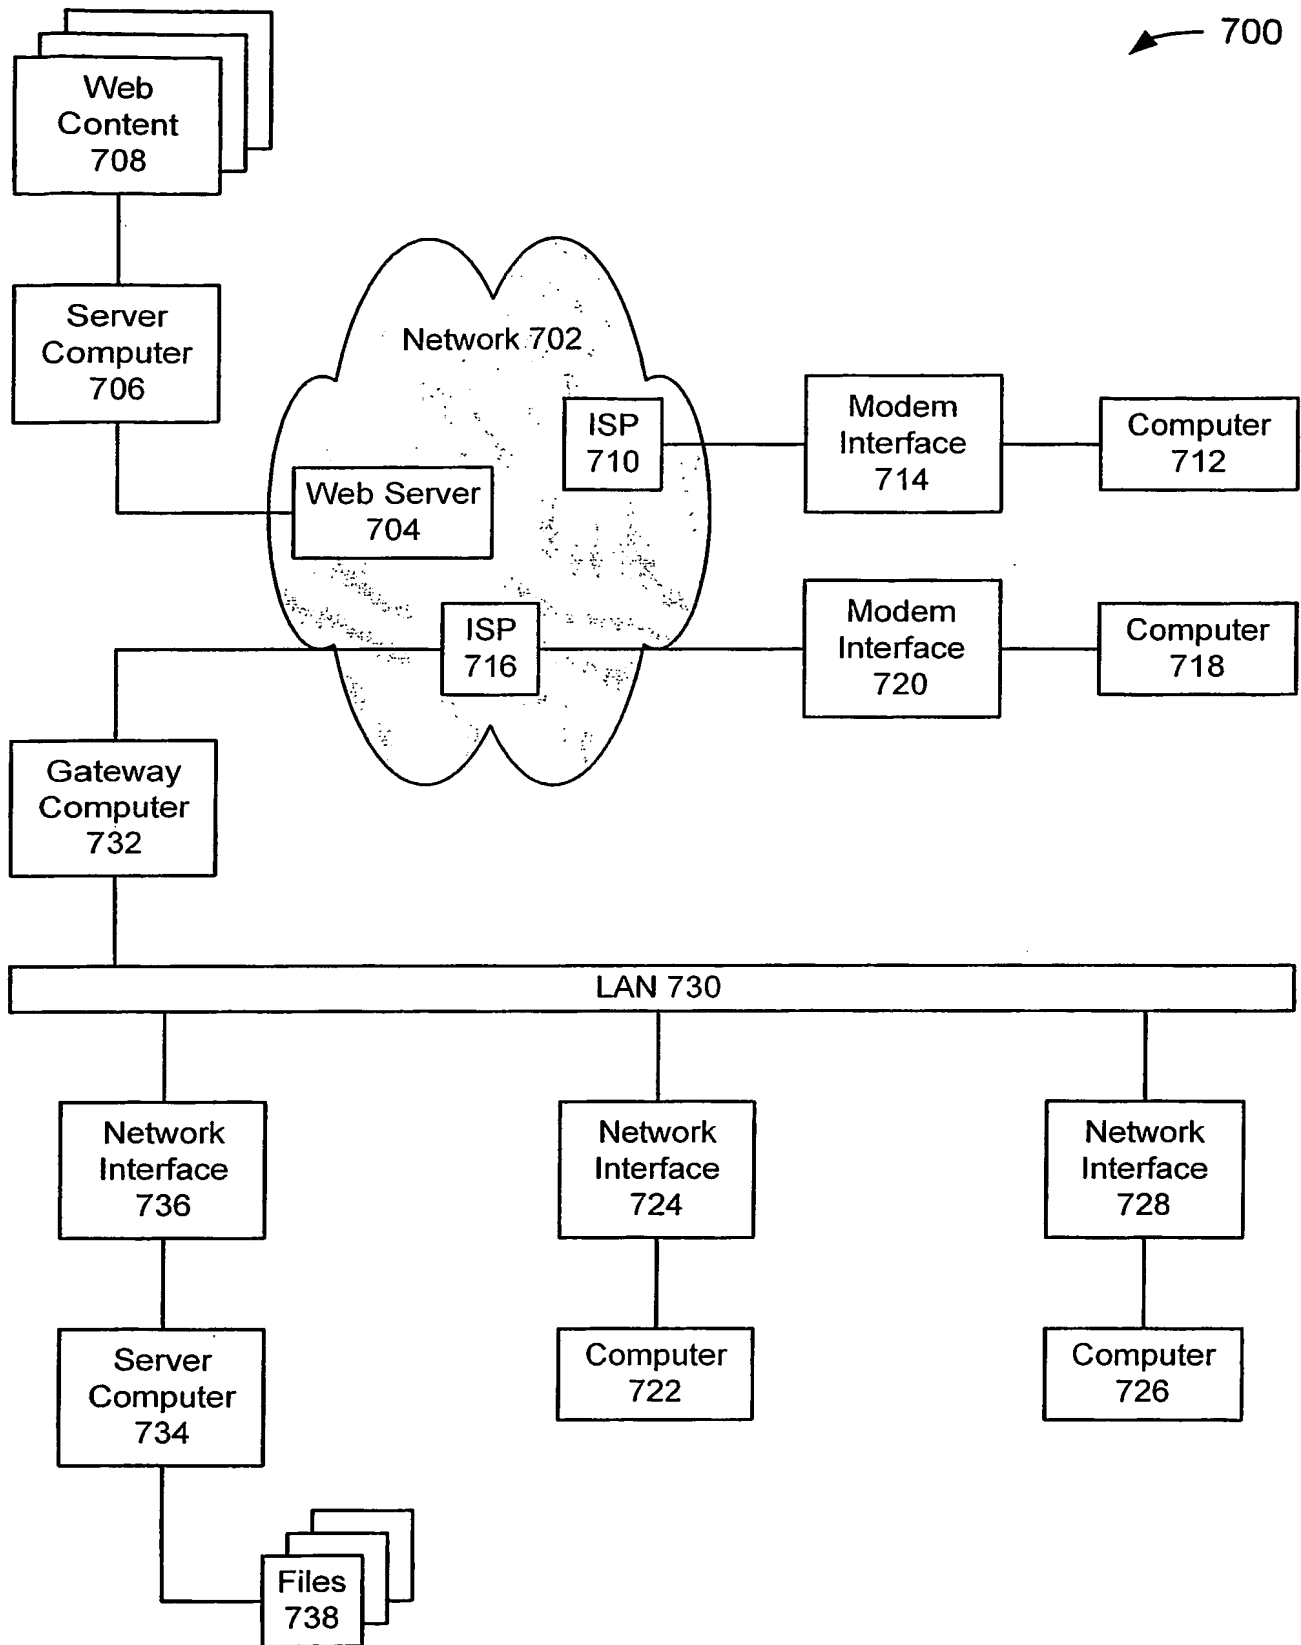 700
Web
Content
708
Server
Computer
706
Network 702
ISP
710
Modem
Interface
714
Computer
712
Web Server
704
ISP
716
Modem
Interface
720
Computer
718
Gateway
Computer
732
LAN 730
Network
Interface
736
Network
Interface
724
Network
Interface
728
Server
Computer
734
Computer
722
Computer
726
Files
738